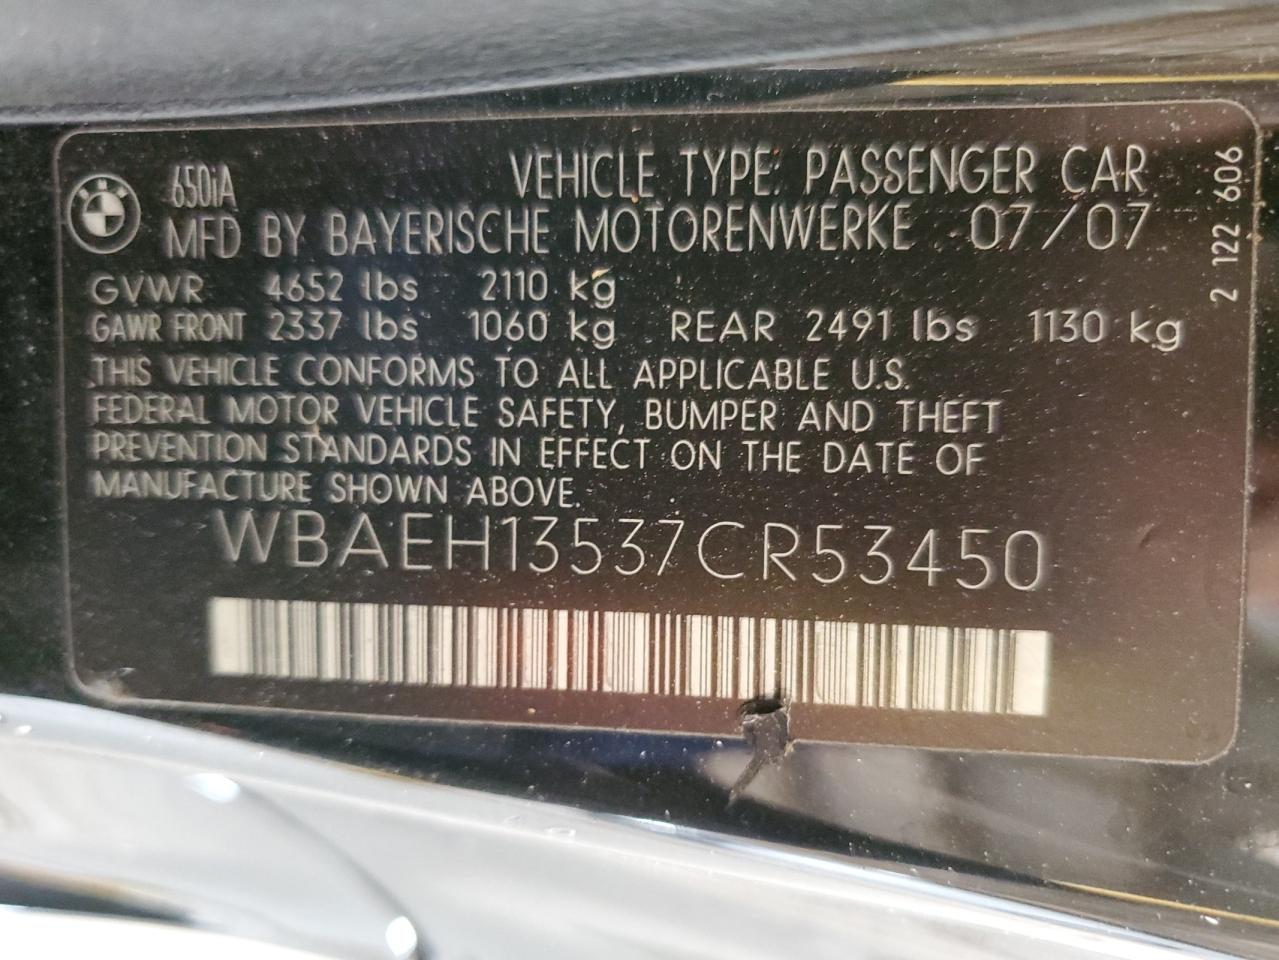 650iA VEHICLE TYPE: PASSENGER CAR
MFD BY BAYERISCHE MOTORENWERKE 07/07
GVWR 4652 lbs 2110 kg
GAWR FRONT 2337 lbs 1060 kg REAR 2491 lbs 1130 kg
THIS VEHICLE CONFORMS TO ALL APPLICABLE U.S.
FEDERAL MOTOR VEHICLE SAFETY, BUMPER AND THEFT
PREVENTION STANDARDS IN EFFECT ON THE DATE OF
MANUFACTURE SHOWN ABOVE.
WBAEH13537CR53450
2 122 606